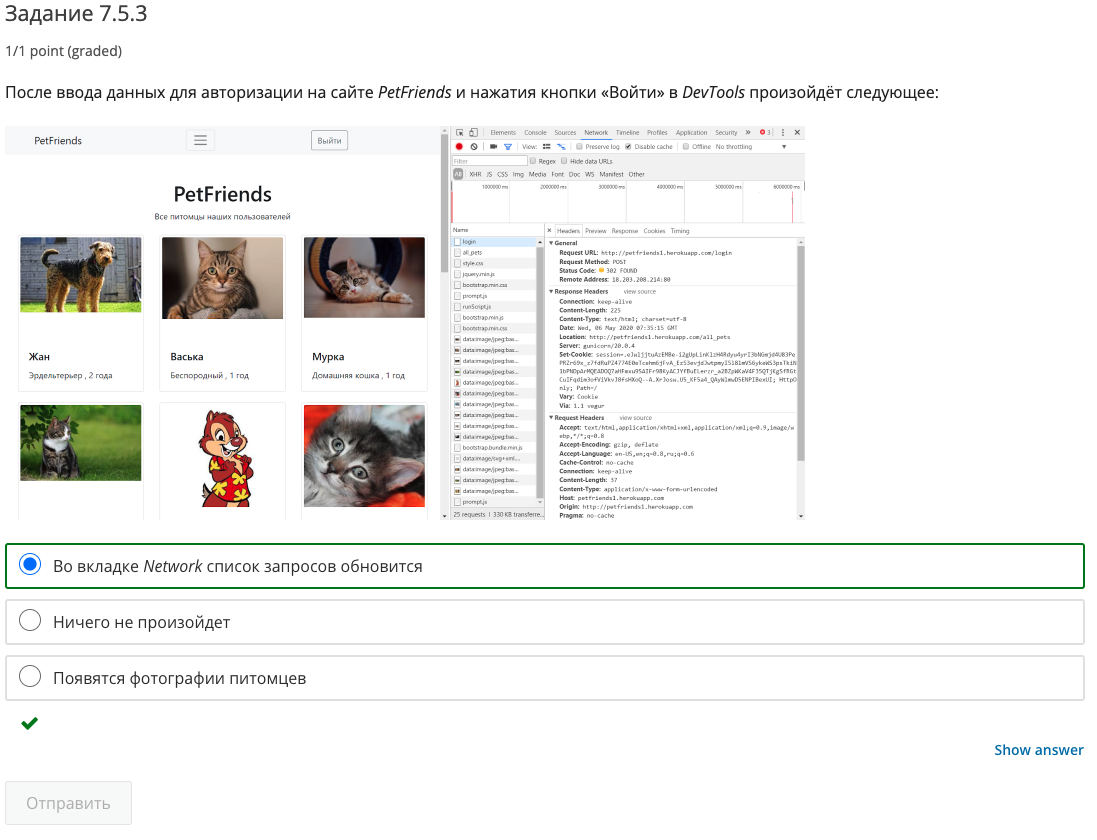 Задание 7.5.3
1/1 point (graded)
После ввода данных для авторизации на сайте PetFriends и нажатия кнопки «Войти» в DevTools произойдёт следующее:
PetFriends
Выйти
PetFriends
Все питомцы наших пользователей
Жан
Эрдельтерьер , 2 года
Васька
Беспородный , 1 год
Мурка
Домашняя кошка , 1 год
Elements Console Sources Network Timeline Profiles Application Security » 3
View: Preserve log Disable cache Offline No throttling
Filter Regex Hide data URLs
All XHR JS CSS Img Media Font Doc WS Manifest Other
1000000 ms 2000000 ms 3000000 ms 4000000 ms 5000000 ms 6000000 ms
Name
login
all_pets
style.css
jquery.min.js
bootstrap.min.css
prompt.js
runScript.js
bootstrap.min.js
bootstrap.min.css
data:image/jpeg;bas...
data:image/jpeg;bas...
data:image/jpeg;bas...
data:image/jpeg;bas...
data:image/jpeg;bas...
data:image/jpeg;bas...
data:image/jpeg;bas...
data:image/jpeg;bas...
data:image/jpeg;bas...
data:image/jpeg;bas...
bootstrap.bundle.min.js
data:image/svg+xml,...
data:image/jpeg;bas...
data:image/jpeg;bas...
data:image/jpeg;bas...
prompt.js
25 requests | 330 KB transferre...
Headers Preview Response Cookies Timing
General
Request URL: http://petfriends1.herokuapp.com/login
Request Method: POST
Status Code: 302 FOUND
Remote Address: 18.203.208.214:80
Response Headers view source
Connection: keep-alive
Content-Length: 225
Content-Type: text/html; charset=utf-8
Date: Wed, 06 May 2020 07:35:15 GMT
Location: http://petfriends1.herokuapp.com/all_pets
Server: gunicorn/20.0.4
Set-Cookie:
nly; Path=/
Vary: Cookie
Via: 1.1 vegur
Request Headers view source
Accept: text/html,application/xhtml+xml,application/xml;q=0.9,image/w
ebp,*/*;q=0.8
Accept-Encoding: gzip, deflate
Accept-Language: en-US,en;q=0.8,ru;q=0.6
Cache-Control: no-cache
Connection: keep-alive
Content-Length: 37
Content-Type: application/x-www-form-urlencoded
Host: petfriends1.herokuapp.com
Origin: http://petfriends1.herokuapp.com
Pragma: no-cache
Во вкладке Network список запросов обновится
Ничего не произойдет
Появятся фотографии питомцев
Show answer
Отправить